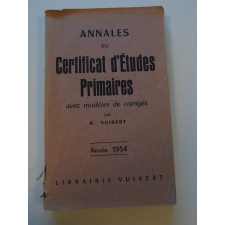 ANNALES
DU
Certificat d'Études
Primaires
avec modèles de corrigés
PAR
A. VUIBERT
Année 1954
LIBRAIRIE VUIBERT